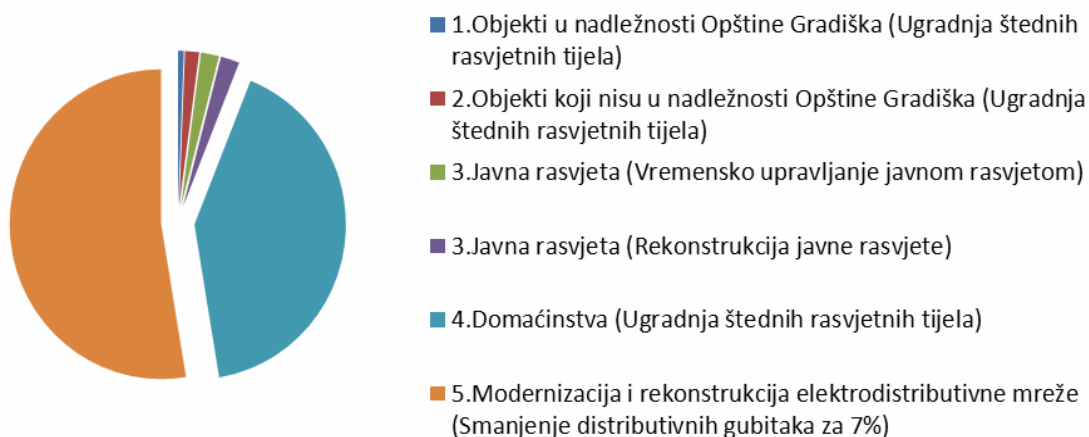 1.Objekti u nadležnosti Opštine Gradiška (Ugradnja štednih
rasvjetnih tijela)
2.Objekti koji nisu u nadležnosti Opštine Gradiška (Ugradnja
štednih rasvjetnih tijela)
3.Javna rasvjeta (Vremensko upravljanje javnom rasvjetom)
3.Javna rasvjeta (Rekonstrukcija javne rasvjete)
4.Domaćinstva (Ugradnja štednih rasvjetnih tijela)
5.Modernizacija i rekonstrukcija elektrodistributivne mreže
(Smanjenje distributivnih gubitaka za 7%)